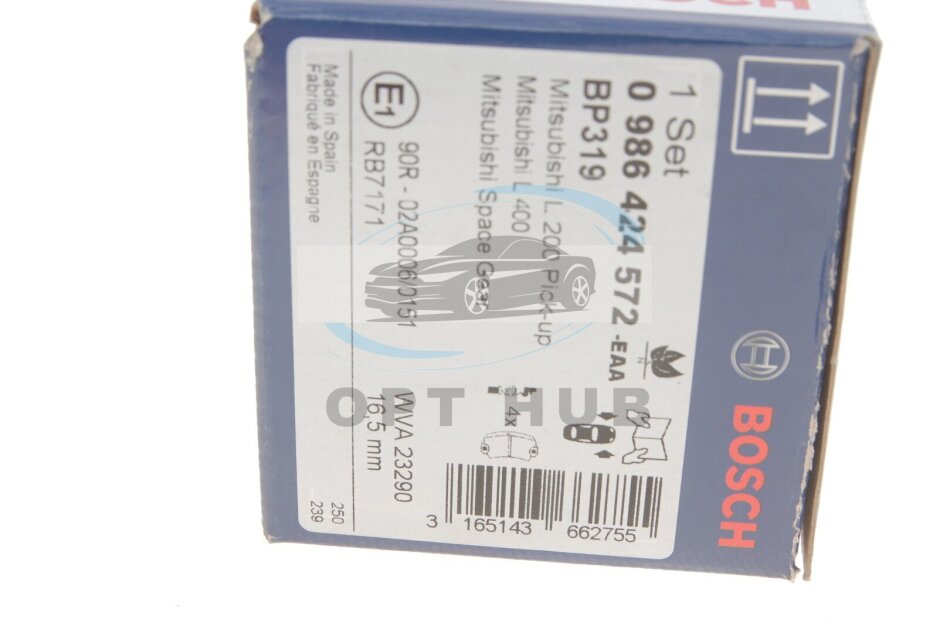 BOSCH
1 Set
0 986 424 572-EAA
BP319
Mitsubishi L 200 Pick-up
Mitsubishi L 400
Mitsubishi Space Gear
4x
E1
90R - 02A0006/0151
RB7171
WVA 23290
16,5 mm
Made in Spain
Fabriqué en Espagne
250
239
3 165143 662755
BOSCH
OPT HUB